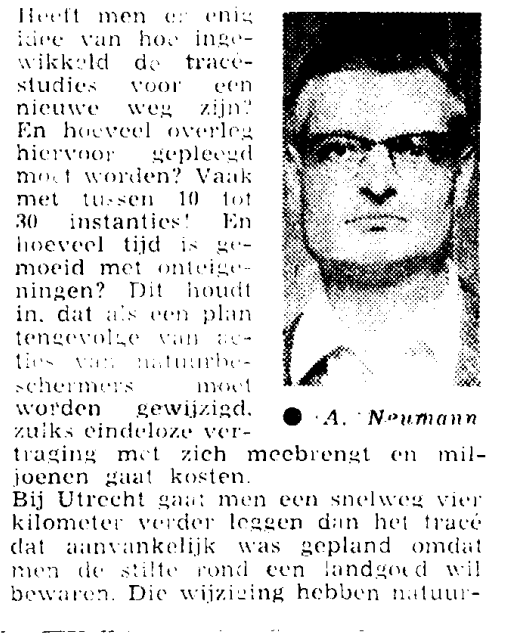 Heeft men er enig
idee van hoe inge-
wikkeld de tracé-
studies voor een
nieuwe weg zijn?
En hoeveel overleg
hiervoor gepleegd
moet worden? Vaak
met tussen 10 tot
30 instanties! En
hoeveel tijd is ge-
moeid met onteige-
ningen? Dit houdt
in, dat als een plan
tengevolge van ac-
ties van natuurbe-
schermers moet
worden gewijzigd,
zulks eindeloze ver-
traging met zich meebrengt en mil-
joenen gaat kosten.
● A. Neumann
Bij Utrecht gaat men een snelweg vier
kilometer verder leggen dan het tracé
dat aanvankelijk was gepland omdat
men de stilte rond een landgoed wil
bewaren. Die wijziging hebben natuur-